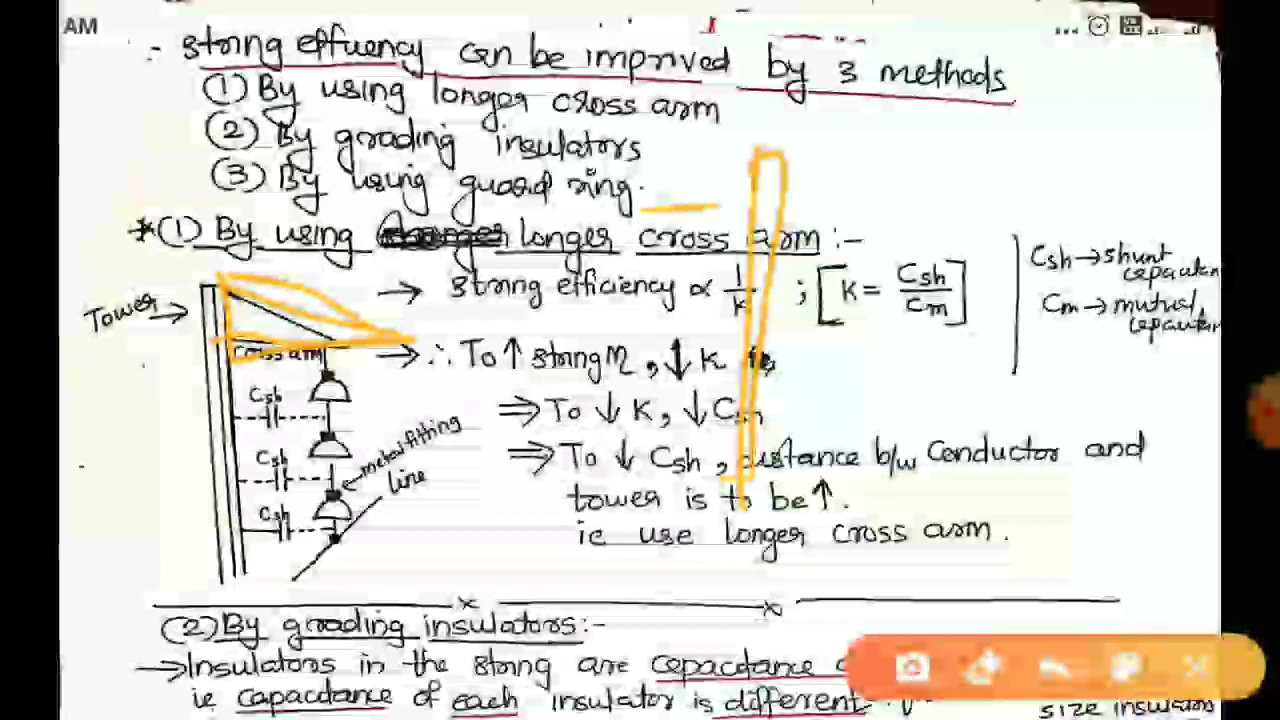 AM
- string effuency can be improved by 3 methods
(1) By using longer cross arm
(2) By grading insulators
(3) By using guard ring.
*(1) By using longer cross arm :-
Tower →
→ string efficiency ∝ 1/K ; [K = Csh/Cm]
Csh → shunt
Cm → mutual
cross arm
→ ∴ To ↑ string η, ↓ K
Csh
⇒ To ↓ K, ↓ Csh
Csh
metal fitting
line
⇒ To ↓ Csh, distance b/w Conductor and
tower is to be ↑.
Csh
ie use longer cross arm.
(2) By grading insulators:-
→ Insulators in the string are capacitance
ie capacitance of each insulator is different
size insulators